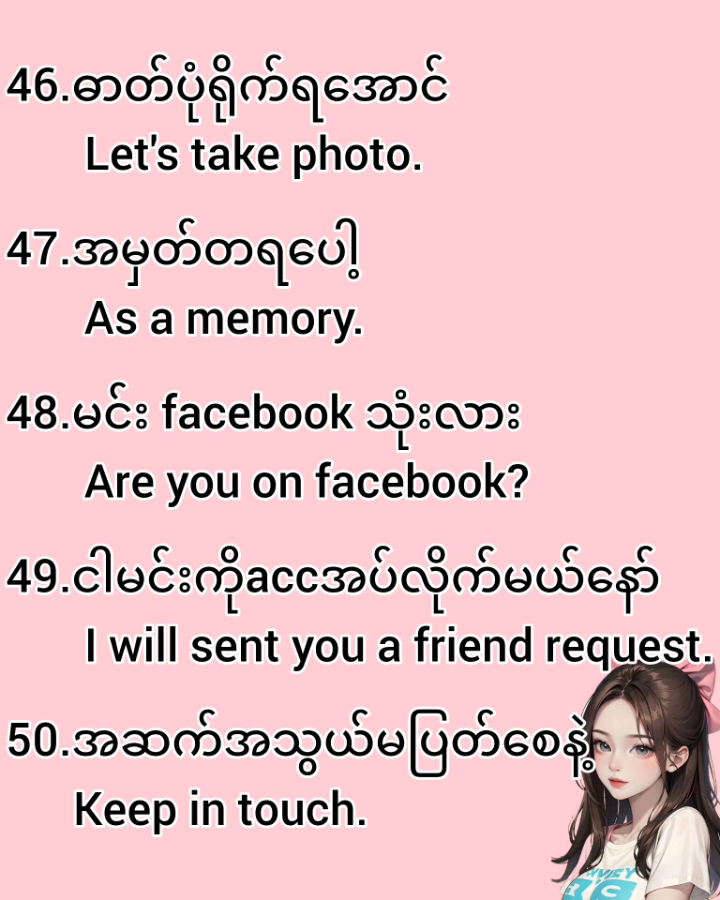 46.ဓာတ်ပုံရိုက်ရအောင်
Let's take photo.
47.အမှတ်တရပေါ့
As a memory.
48.မင်း facebook သုံးလား
Are you on facebook?
49.ငါမင်းကိုaccအပ်လိုက်မယ်နော်
I will sent you a friend request.
50.အဆက်အသွယ်မပြတ်စေနဲ့
Keep in touch.